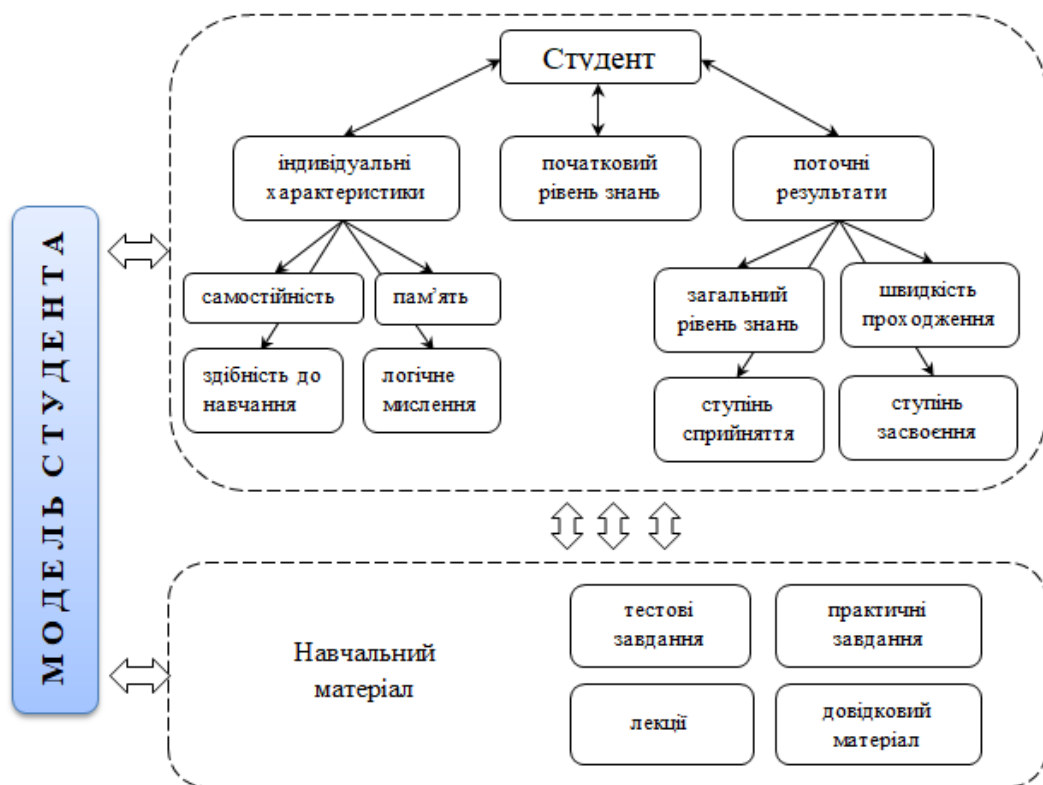 МОДЕЛЬ СТУДЕНТА
Студент
індивідуальні
характеристики
початковий
рівень знань
поточні
результати
самостійність
пам'ять
загальний
рівень знань
швидкість
проходження
здібність до
навчання
логічне
мислення
ступінь
сприйняття
ступінь
засвоєння
Навчальний
матеріал
тестові
завдання
практичні
завдання
лекції
довідковий
матеріал